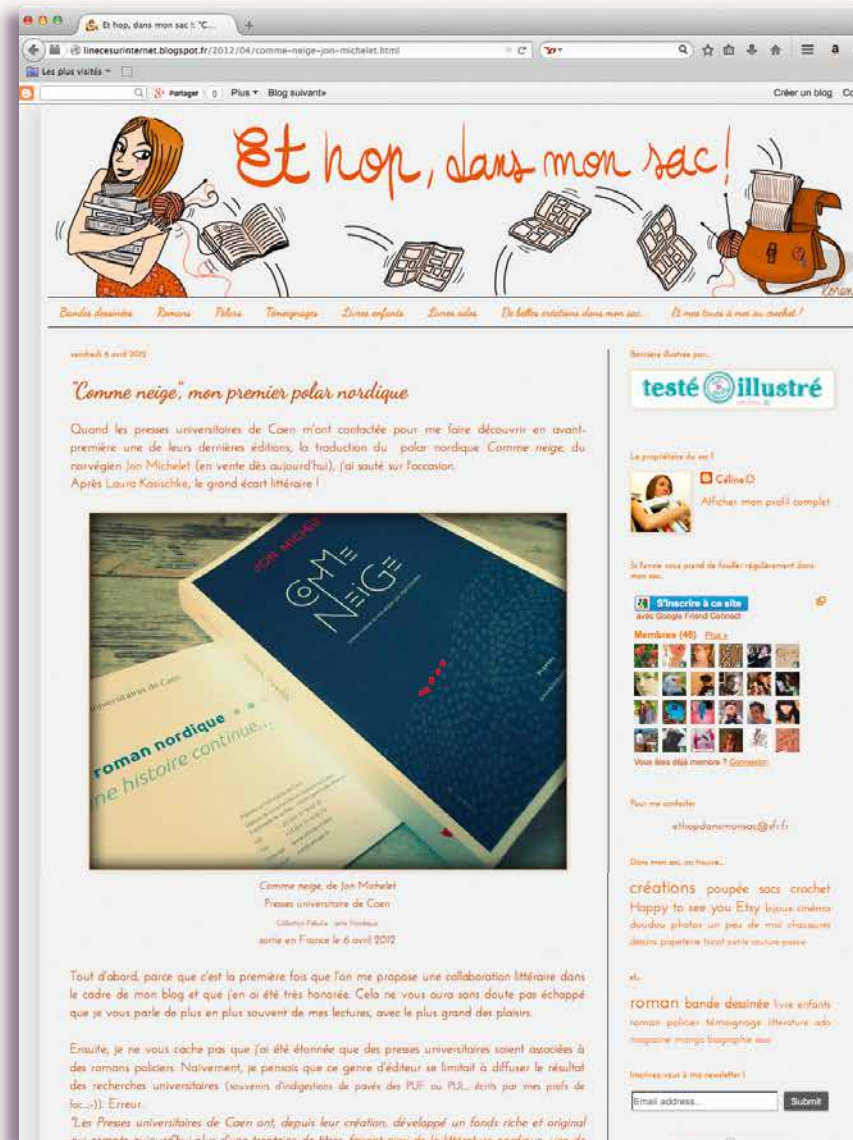 Et hop, dans mon sac !: "C...
linecesurinternet.blogspot.fr/2012/04/comme-neige-jon-michelet.html
Les plus visités
Partager 0 Plus Blog suivant»
Créer un blog
Et hop, dans mon sac!
Bandes dessinées Romans Polars Témoignages Livres enfants Livres ados De belles créations dans mon sac... Et mes tours à moi au crochet !
vendredi 6 avril 2012
"Comme neige", mon premier polar nordique
Quand les presses universitaires de Caen m'ont contactée pour me faire découvrir en avant-
première une de leurs dernières éditions, la traduction du polar nordique Comme neige, du
norvégien Jon Michelet (en vente dès aujourd'hui), j'ai sauté sur l'occasion.
Après Laura Kasischke, le grand écart littéraire !
JON MICHELET
COMME
NEIGE
Presses
universitaires de Caen
roman nordique
ne histoire continue...
Comme neige, de Jon Michelet
Presses universitaire de Caen
Collection Fabulae - série Nordique
sortie en France le 6 avril 2012
Tout d'abord, parce que c'est la première fois que l'on me propose une collaboration littéraire dans
le cadre de mon blog et que j'en ai été très honorée. Cela ne vous aura sans doute pas échappé
que je vous parle de plus en plus souvent de mes lectures, avec le plus grand des plaisirs.
Ensuite, je ne vous cache pas que j'ai été étonnée que des presses universitaires soient associées à
des romans policiers. Naïvement, je pensais que ce genre d'éditeur se limitait à diffuser le résultat
des recherches universitaires (souvenirs d'indigestions de pavés des PUF ou PUL, écrits par mes profs de
fac...;-)). Erreur.
"Les Presses universitaires de Caen ont, depuis leur création, développé un fonds riche et original
Bannière illustrée par...
testé illustré
La propriétaire du sac !
Céline.O.
Afficher mon profil complet
Si l'envie vous prend de fouiller régulièrement dans
mon sac...
S'inscrire à ce site
avec Google Friend Connect
Membres (46) Plus »
Vous êtes déjà membre ? Connexion
Pour me contacter
ethopdansmonsac@sfr.fr
Dans mon sac, on trouve...
créations poupée sacs crochet
Happy to see you Etsy bijoux cinéma
doudou photos un peu de moi chaussures
dessins papeterie tricot
et...
roman bande dessinée livre enfants
roman policier témoignage littérature ado
magazine manga biographie
Inscrivez-vous à ma newsletter !
Email address...
Submit